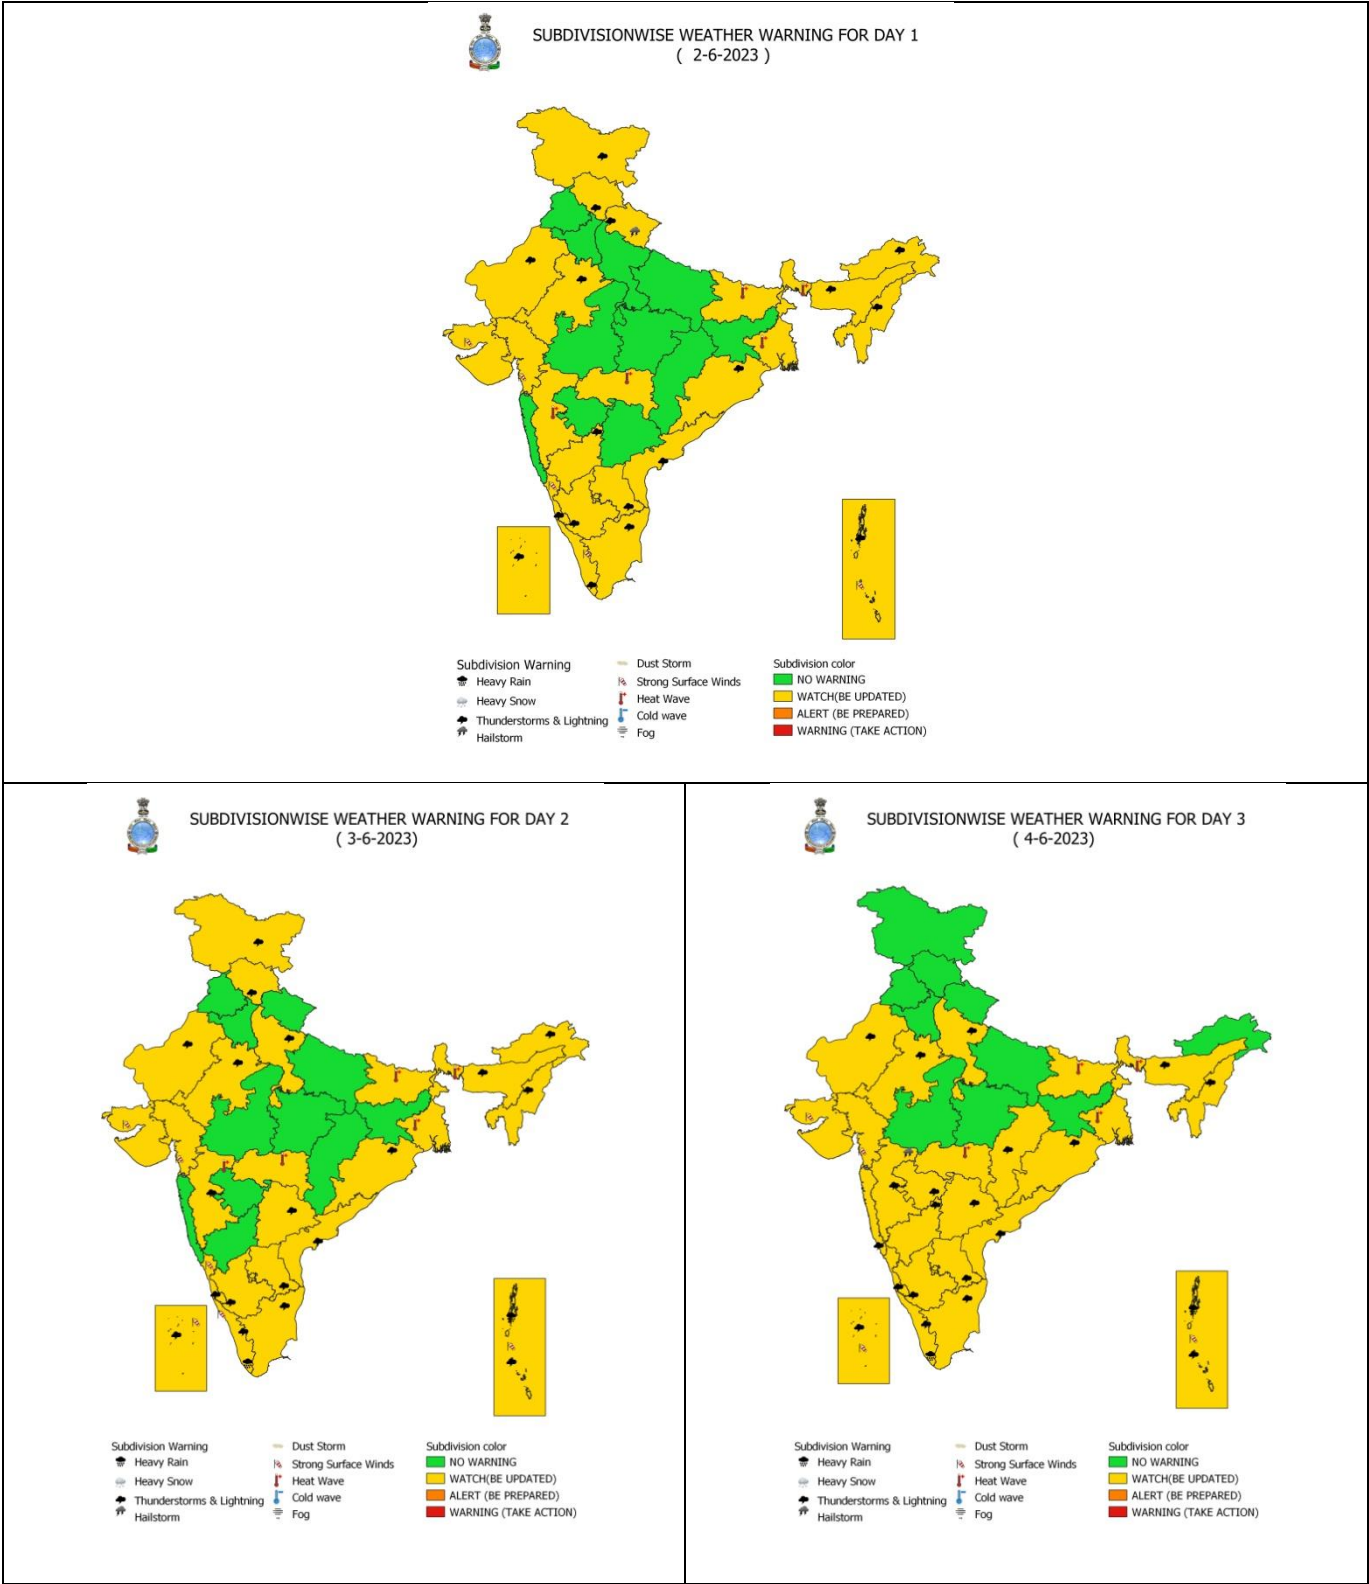 SUBDIVISIONWISE WEATHER WARNING FOR DAY 1
( 2-6-2023 )
Subdivision Warning
Heavy Rain
Heavy Snow
Thunderstorms & Lightning
Hailstorm
Dust Storm
Strong Surface Winds
Heat Wave
Cold wave
Fog
Subdivision color
NO WARNING
WATCH(BE UPDATED)
ALERT (BE PREPARED)
WARNING (TAKE ACTION)
SUBDIVISIONWISE WEATHER WARNING FOR DAY 2
( 3-6-2023)
Subdivision Warning
Heavy Rain
Heavy Snow
Thunderstorms & Lightning
Hailstorm
Dust Storm
Strong Surface Winds
Heat Wave
Cold wave
Fog
Subdivision color
NO WARNING
WATCH(BE UPDATED)
ALERT (BE PREPARED)
WARNING (TAKE ACTION)
SUBDIVISIONWISE WEATHER WARNING FOR DAY 3
( 4-6-2023)
Subdivision Warning
Heavy Rain
Heavy Snow
Thunderstorms & Lightning
Hailstorm
Dust Storm
Strong Surface Winds
Heat Wave
Cold wave
Fog
Subdivision color
NO WARNING
WATCH(BE UPDATED)
ALERT (BE PREPARED)
WARNING (TAKE ACTION)